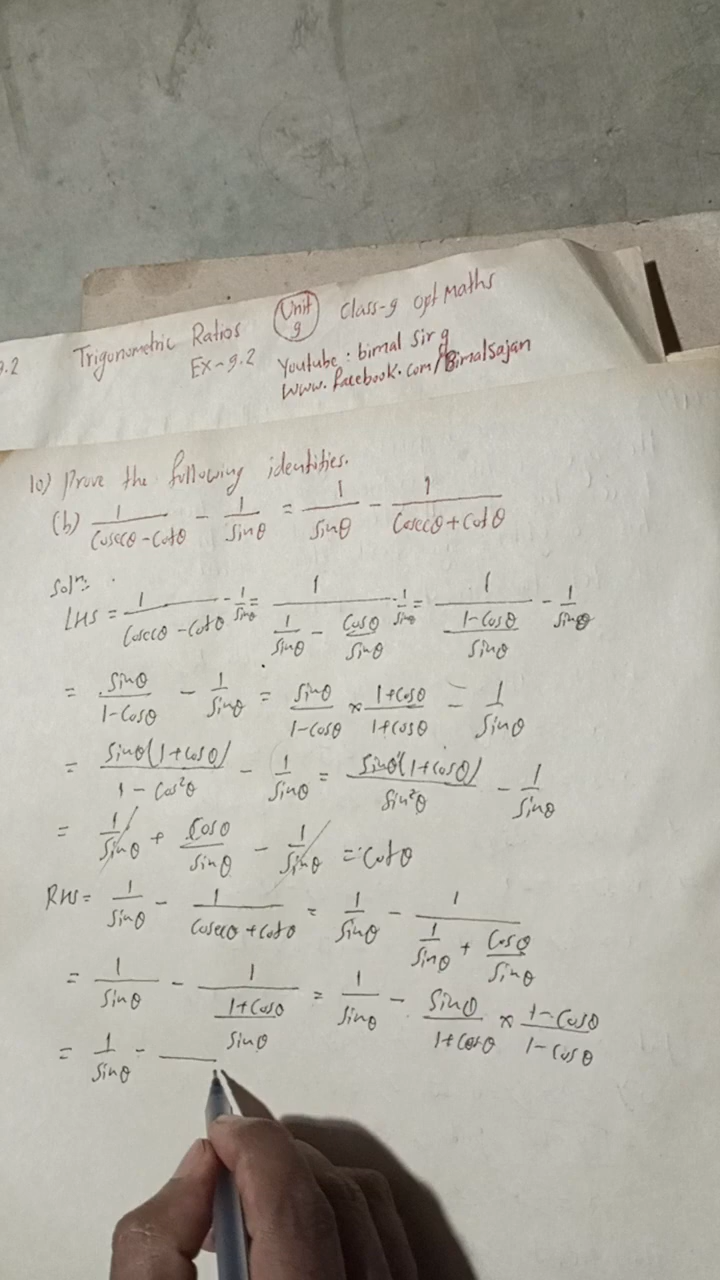 9.2 Trigonometric Ratios Unit 9 Class-9 Opt Maths
Ex-9.2 Youtube: bimal Sir g
www.facebook.com/Bimalsajan
10) Prove the following identities.
(b) 1/(Cosecθ - Cotθ) - 1/Sinθ = 1/Sinθ - 1/(Cosecθ + Cotθ)
Solⁿ:
LHS = 1/(Cosecθ - Cotθ) - 1/Sinθ = 1/(1/Sinθ - Cosθ/Sinθ) - 1/Sinθ = 1/((1-Cosθ)/Sinθ) - 1/Sinθ
= Sinθ/(1-Cosθ) - 1/Sinθ = Sinθ/(1-Cosθ) × (1+Cosθ)/(1+Cosθ) - 1/Sinθ
= Sinθ(1+Cosθ)/(1 - Cos²θ) - 1/Sinθ = Sinθ(1+Cosθ)/Sin²θ - 1/Sinθ
= 1/Sinθ + Cosθ/Sinθ - 1/Sinθ = Cotθ
RHS = 1/Sinθ - 1/(Cosecθ + Cotθ) = 1/Sinθ - 1/(1/Sinθ + Cosθ/Sinθ)
= 1/Sinθ - 1/((1+Cosθ)/Sinθ) = 1/Sinθ - Sinθ/(1+Cosθ) × (1-Cosθ)/(1-Cosθ)
= 1/Sinθ -